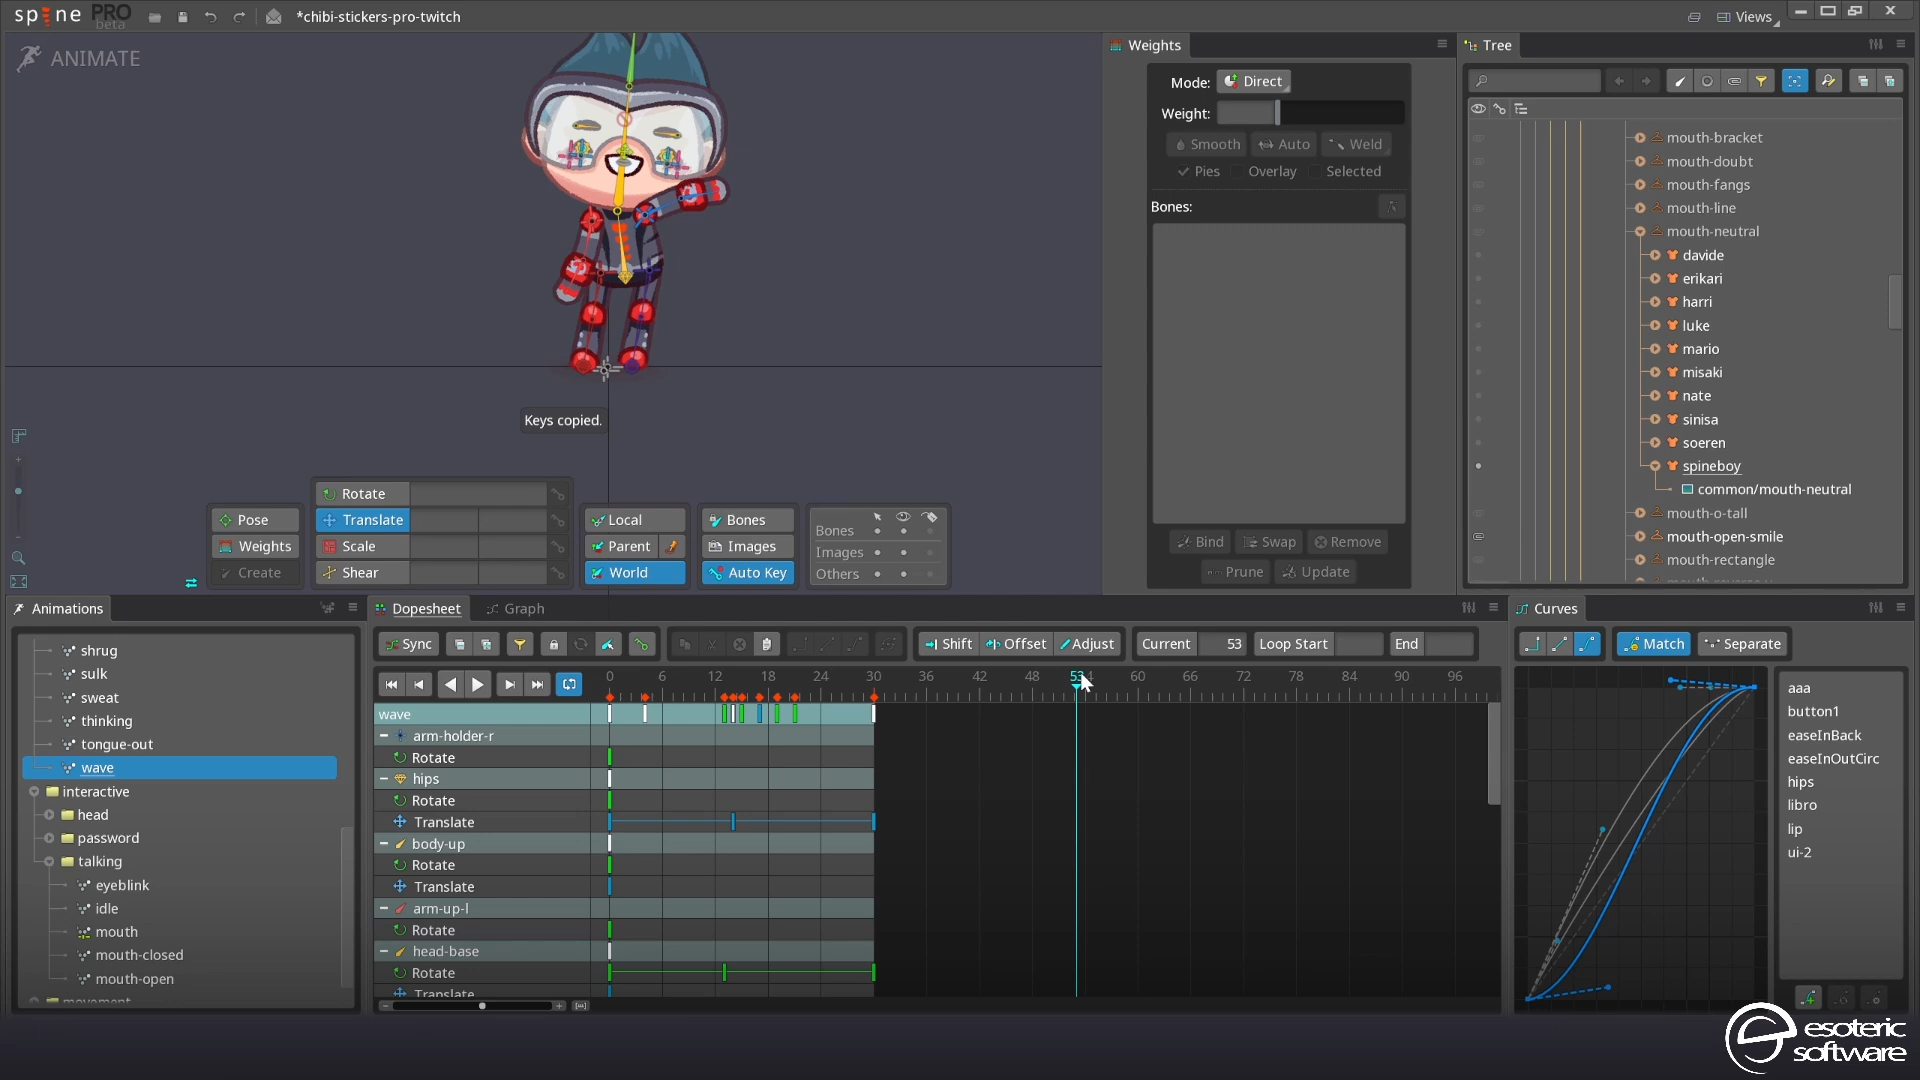 spine PRO beta
*chibi-stickers-pro-twitch
Views
ANIMATE
Keys copied.
Pose
Weights
Create
Rotate
Translate
Scale
Shear
Local
Parent
World
Bones
Images
Auto Key
Bones
Images
Others
Weights
Mode: Direct
Weight:
Smooth Auto Weld
Pies Overlay Selected
Bones:
Bind Swap Remove
Prune Update
Tree
mouth-bracket
mouth-doubt
mouth-fangs
mouth-line
mouth-neutral
davide
erikari
harri
luke
mario
misaki
nate
sinisa
soeren
spineboy
common/mouth-neutral
mouth-o-tall
mouth-open-smile
mouth-rectangle
Animations
shrug
sulk
sweat
thinking
tongue-out
wave
interactive
head
password
talking
eyeblink
idle
mouth
mouth-closed
mouth-open
movement
Dopesheet Graph
Sync Shift Offset Adjust Current 53 Loop Start End
0 6 12 18 24 30 36 42 48 53 60 66 72 78 84 90 96
wave
arm-holder-r
Rotate
hips
Rotate
Translate
body-up
Rotate
Translate
arm-up-l
Rotate
head-base
Rotate
Translate
Curves
Match Separate
aaa
button1
easeInBack
easeInOutCirc
hips
libro
lip
ui-2
esoteric
software